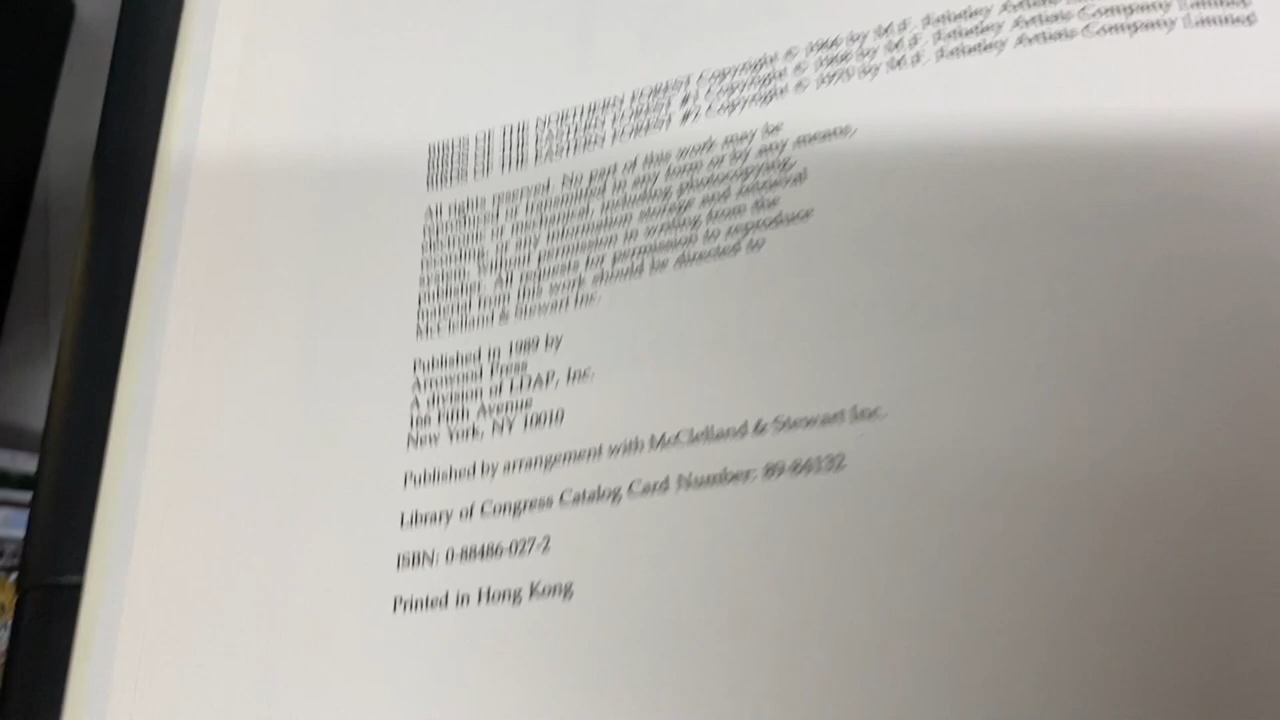 BIRDS OF THE NORTHERN FOREST Copyright © 1966 by M.F. Feheley Artists Company Limited
BIRDS OF THE EASTERN FOREST #1 Copyright © 1968 by M.F. Feheley Artists Company Limited
BIRDS OF THE EASTERN FOREST #2 Copyright © 1970 by M.F. Feheley Artists Company Limited
All rights reserved. No part of this work may be
reproduced or transmitted in any form or by any means,
electronic or mechanical, including photocopying,
recording, or any information storage and retrieval
system, without permission in writing from the
publisher. All requests for permission to reproduce
material from this work should be directed to
McClelland & Stewart Inc.
Published in 1989 by
Arrowood Press
A division of LDAP, Inc.
166 Fifth Avenue
New York, NY 10010
Published by arrangement with McClelland & Stewart Inc.
Library of Congress Catalog Card Number: 89-84132
ISBN: 0-88486-027-2
Printed in Hong Kong